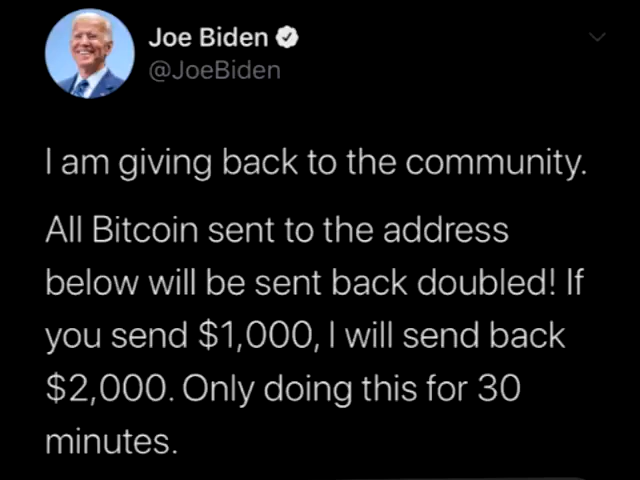 Joe Biden
@JoeBiden
I am giving back to the community.
All Bitcoin sent to the address
below will be sent back doubled! If
you send $1,000, I will send back
$2,000. Only doing this for 30
minutes.